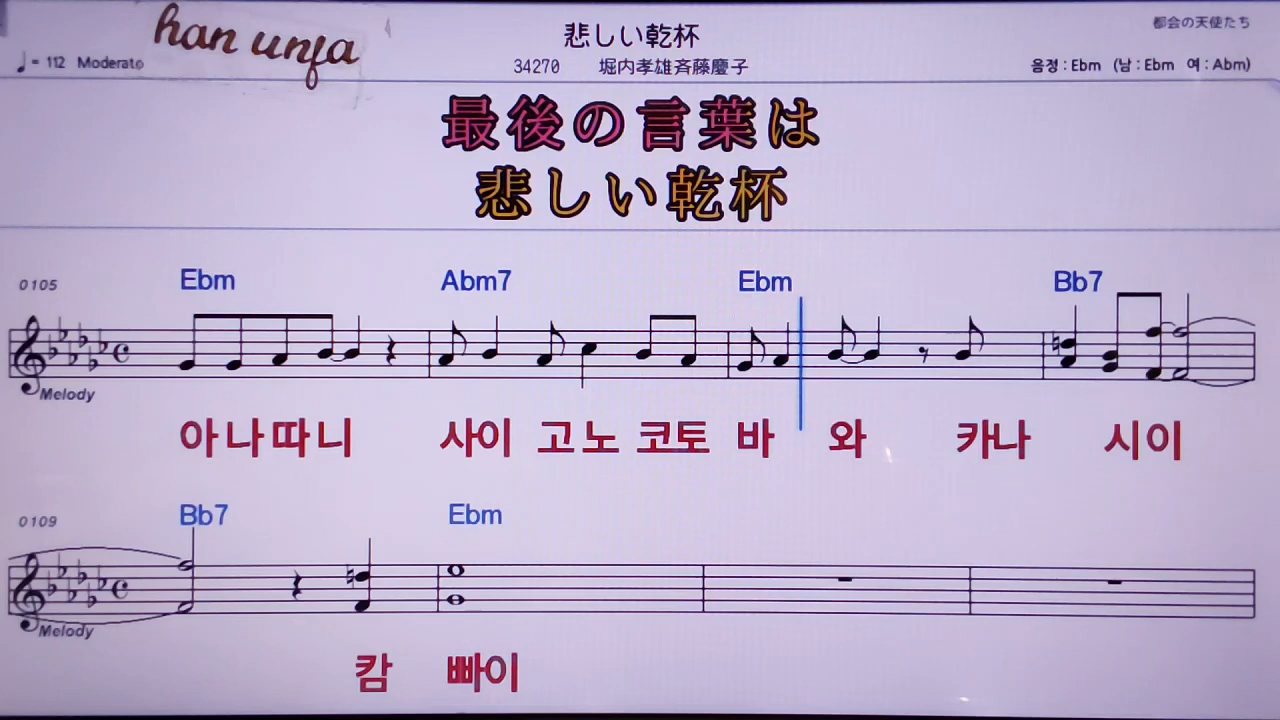 han unja
悲しい乾杯
都会の天使たち
♩= 112 Moderato
34270 堀内孝雄斉藤慶子
음정 : Ebm (남 : Ebm 여 : Abm)
最後の言葉は
悲しい乾杯
0105 Ebm Abm7 Ebm Bb7
Melody
아나따니 사이 고노 코토 바 와 카나 시이
0109 Bb7 Ebm
Melody
캄 빠이